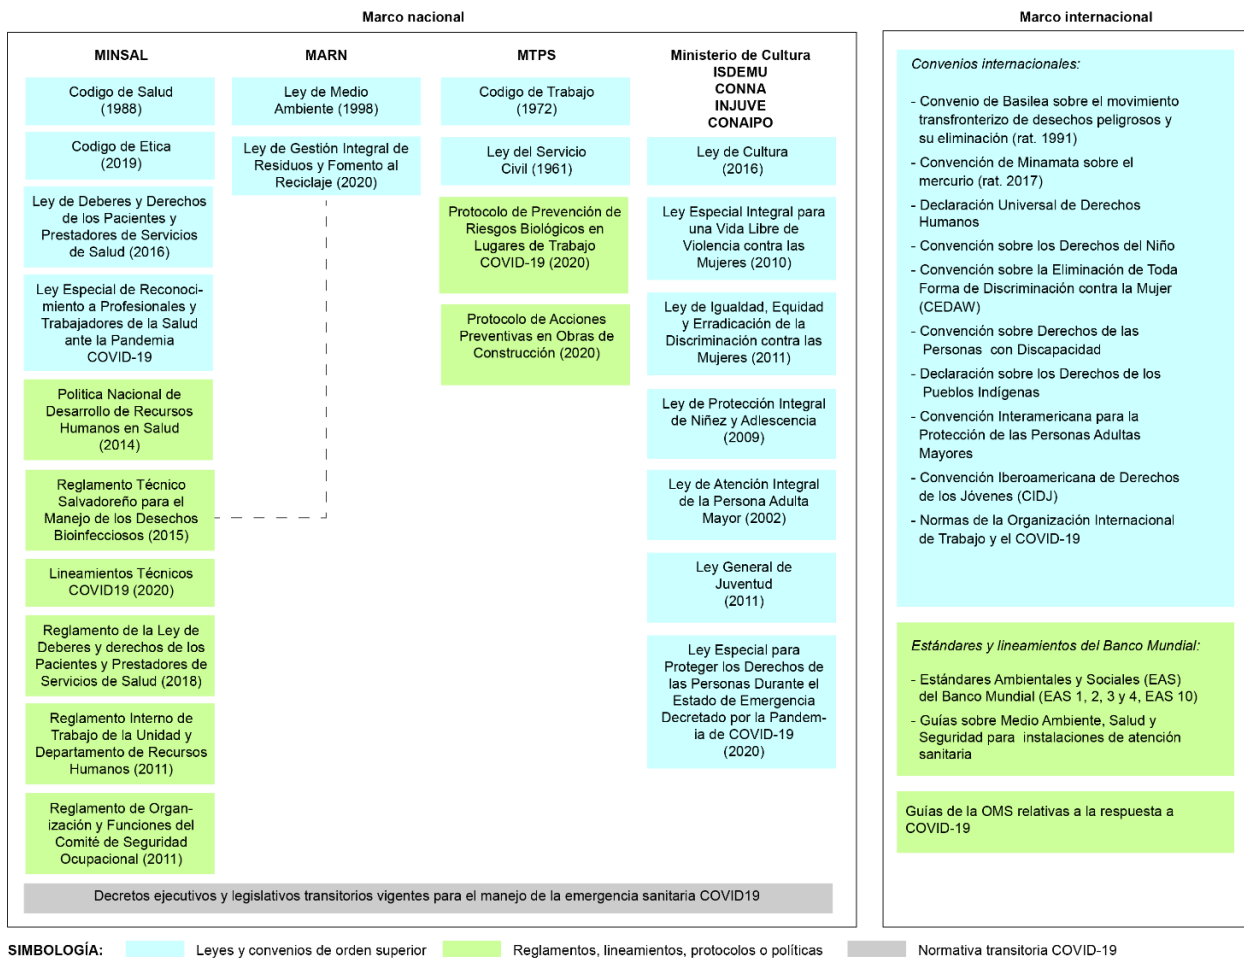 Marco nacional
MINSAL
Codigo de Salud
(1988)
Codigo de Etica
(2019)
Ley de Deberes y Derechos
de los Pacientes y
Prestadores de Servicios
de Salud (2016)
Ley Especial de Reconoci-
miento a Profesionales y
Trabajadores de la Salud
ante la Pandemia
COVID-19
Politica Nacional de
Desarrollo de Recursos
Humanos en Salud
(2014)
Reglamento Técnico
Salvadoreño para el
Manejo de los Desechos
Bioinfecciosos (2015)
Lineamientos Técnicos
COVID19 (2020)
Reglamento de la Ley de
Deberes y derechos de los
Pacientes y Prestadores de
Servicios de Salud (2018)
Reglamento Interno de
Trabajo de la Unidad y
Departamento de Recursos
Humanos (2011)
Reglamento de Organ-
ización y Funciones del
Comité de Seguridad
Ocupacional (2011)
MARN
Ley de Medio
Ambiente (1998)
Ley de Gestión Integral de
Residuos y Fomento al
Reciclaje (2020)
MTPS
Codigo de Trabajo
(1972)
Ley del Servicio
Civil (1961)
Protocolo de Prevención de
Riesgos Biológicos en
Lugares de Trabajo
COVID-19 (2020)
Protocolo de Acciones
Preventivas en Obras de
Construcción (2020)
Ministerio de Cultura
ISDEMU
CONNA
INJUVE
CONAIPO
Ley de Cultura
(2016)
Ley Especial Integral para
una Vida Libre de
Violencia contra las
Mujeres (2010)
Ley de Igualdad, Equidad
y Erradicación de la
Discriminación contra las
Mujeres (2011)
Ley de Protección Integral
de Niñez y Adlescencia
(2009)
Ley de Atención Integral
de la Persona Adulta
Mayor (2002)
Ley General de
Juventud
(2011)
Ley Especial para
Proteger los Derechos de
las Personas Durante el
Estado de Emergencia
Decretado por la Pandem-
ia de COVID-19
(2020)
Decretos ejecutivos y legislativos transitorios vigentes para el manejo de la emergencia sanitaria COVID19
Marco internacional
Convenios internacionales:
- Convenio de Basilea sobre el movimiento
transfronterizo de desechos peligrosos y
su eliminación (rat. 1991)
- Convención de Minamata sobre el
mercurio (rat. 2017)
- Declaración Universal de Derechos
Humanos
- Convención sobre los Derechos del Niño
- Convención sobre la Eliminación de Toda
Forma de Discriminación contra la Mujer
(CEDAW)
- Convención sobre Derechos de las
Personas con Discapacidad
- Declaración sobre los Derechos de los
Pueblos Indígenas
- Convención Interamericana para la
Protección de las Personas Adultas
Mayores
- Convención Iberoamericana de Derechos
de los Jóvenes (CIDJ)
- Normas de la Organización Internacional
de Trabajo y el COVID-19
Estándares y lineamientos del Banco Mundial:
- Estándares Ambientales y Sociales (EAS)
del Banco Mundial (EAS 1, 2, 3 y 4, EAS 10)
- Guías sobre Medio Ambiente, Salud y
Seguridad para instalaciones de atención
sanitaria
Guías de la OMS relativas a la respuesta a
COVID-19
SIMBOLOGÍA:
Leyes y convenios de orden superior
Reglamentos, lineamientos, protocolos o políticas
Normativa transitoria COVID-19